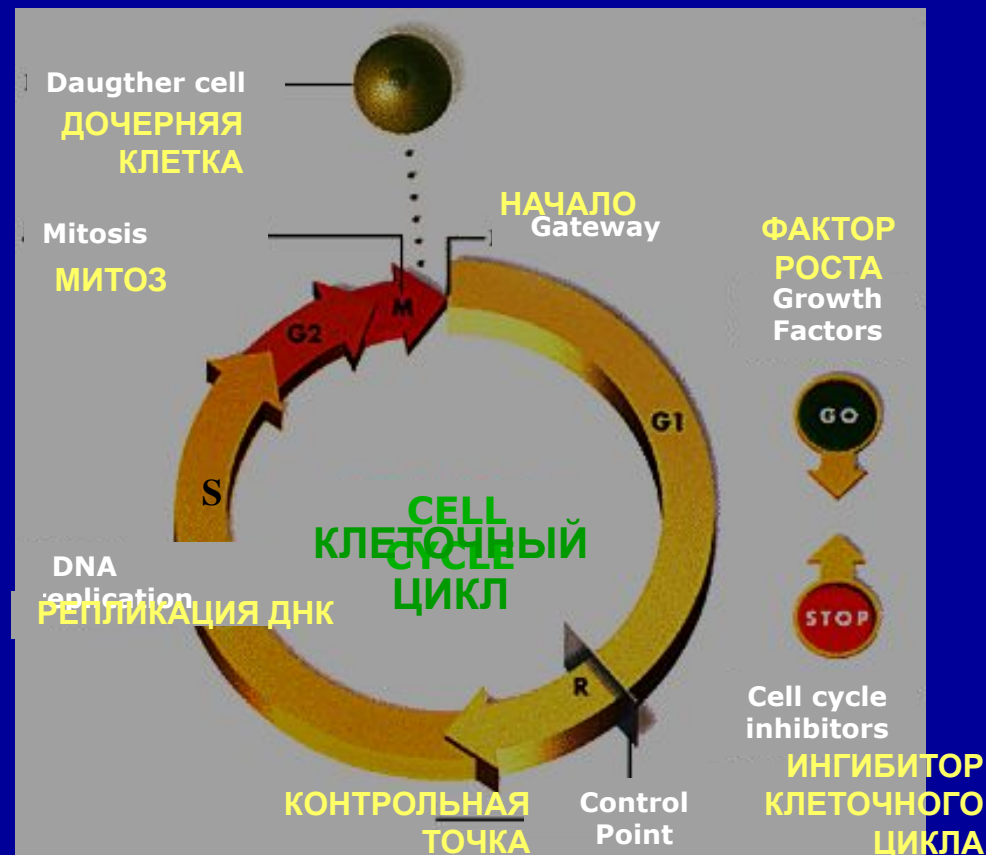 Daugther cell
ДОЧЕРНЯЯ
КЛЕТКА
НАЧАЛО
Gateway
Mitosis
МИТОЗ
ФАКТОР
РОСТА
Growth
Factors
M
G2
G1
GO
S
CELL
CYCLE
КЛЕТОЧНЫЙ
ЦИКЛ
DNA
eplication
РЕПЛИКАЦИЯ ДНК
STOP
R
Cell cycle
inhibitors
ИНГИБИТОР
КЛЕТОЧНОГО
ЦИКЛА
КОНТРОЛЬНАЯ
ТОЧКА
Control
Point